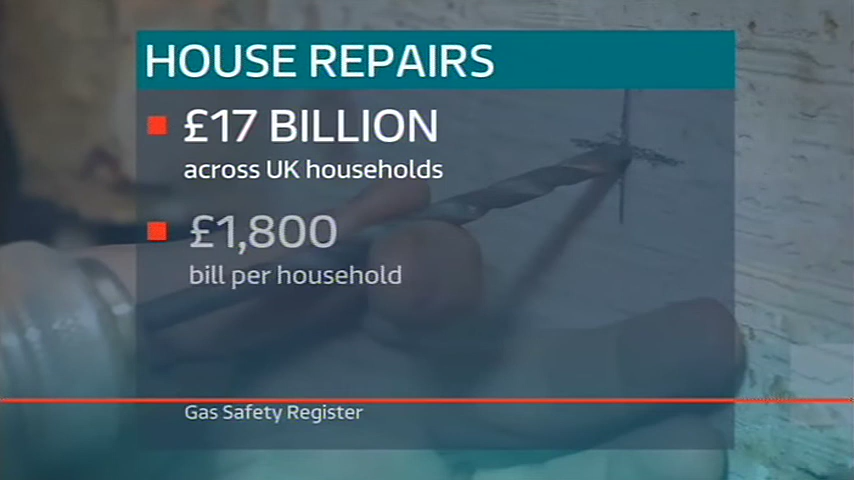 HOUSE REPAIRS
£17 BILLION
across UK households
£1,800
bill per household
Gas Safety Register